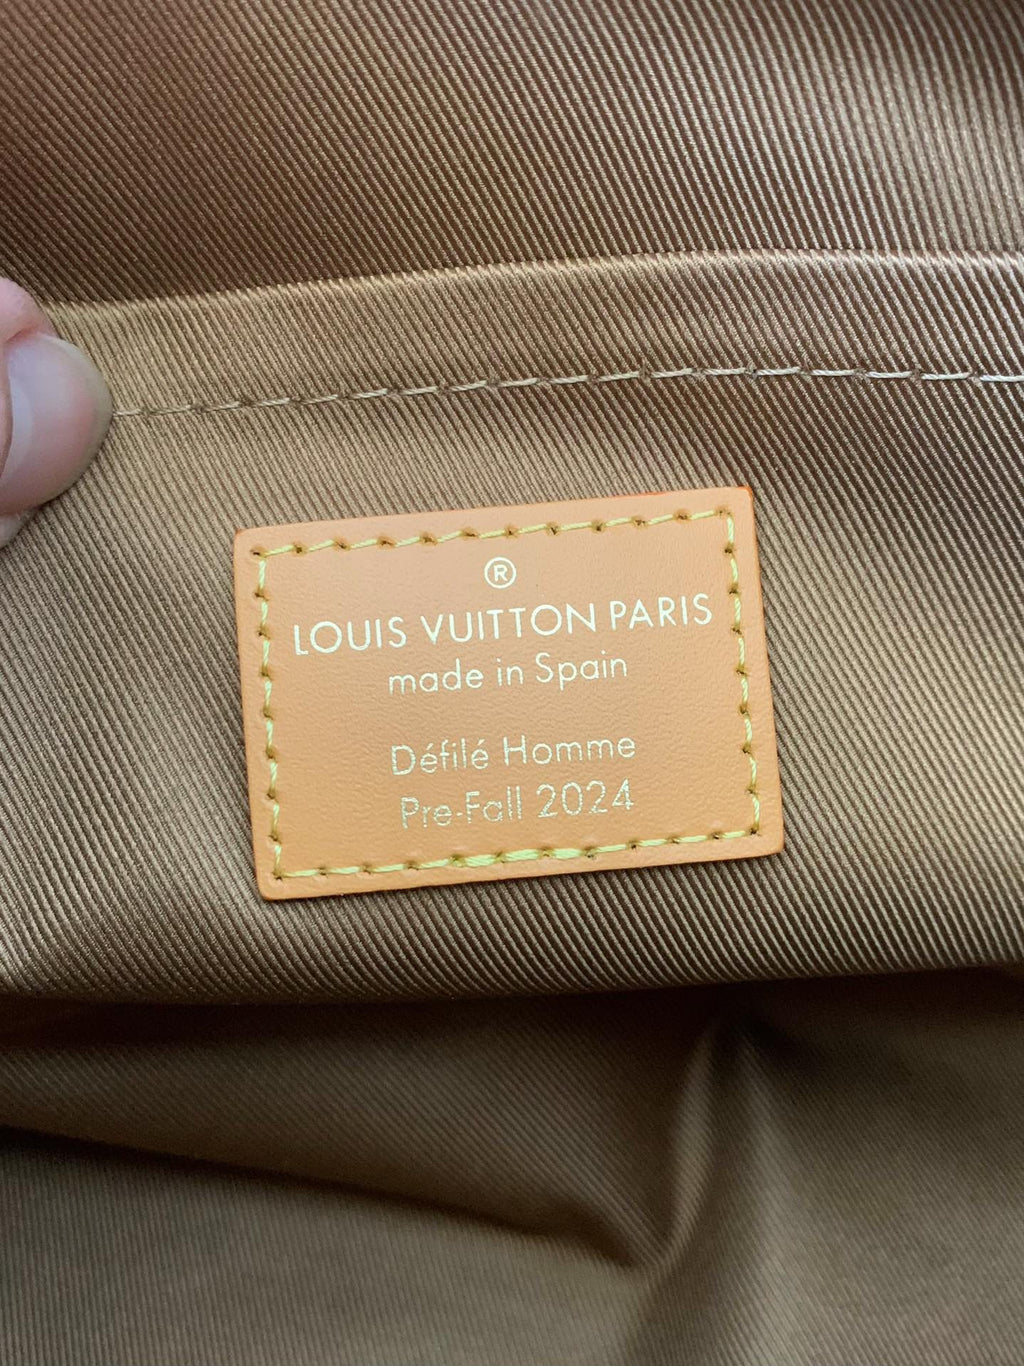 ®
LOUIS VUITTON PARIS
made in Spain
Défilé Homme
Pre-Fall 2024